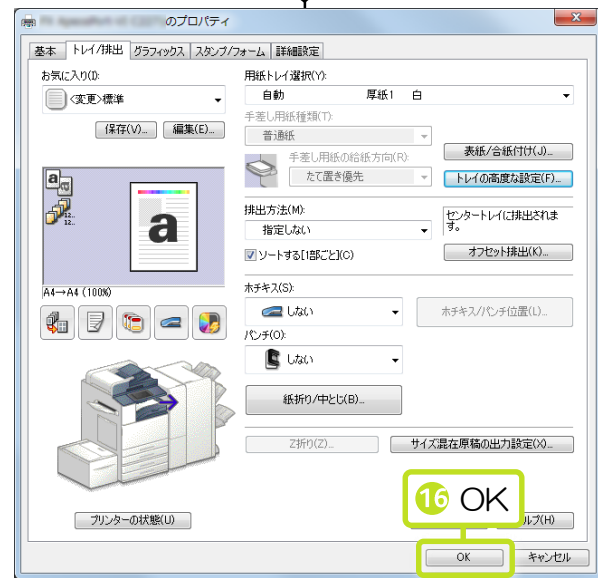 のプロパティ
基本 トレイ/排出 グラフィックス スタンプ/フォーム 詳細設定
お気に入り(I):
<変更>標準
保存(V)... 編集(E)...
a
12..
12..
a
A4→A4 (100%)
プリンターの状態(U)
用紙トレイ選択(Y):
自動 厚紙1 白
手差し用紙種類(T):
普通紙
手差し用紙の給紙方向(R):
たて置き優先
表紙/合紙付け(J)...
トレイの高度な設定(F)...
排出方法(M):
指定しない
センタートレイに排出されま
す。
ソートする[1部ごと](C)
オフセット排出(K)...
ホチキス(S):
しない
ホチキス/パンチ位置(L)...
パンチ(O):
しない
紙折り/中とじ(B)...
Z折り(Z)...
サイズ混在原稿の出力設定(X)...
16 OK
ルプ(H)
OK キャンセル